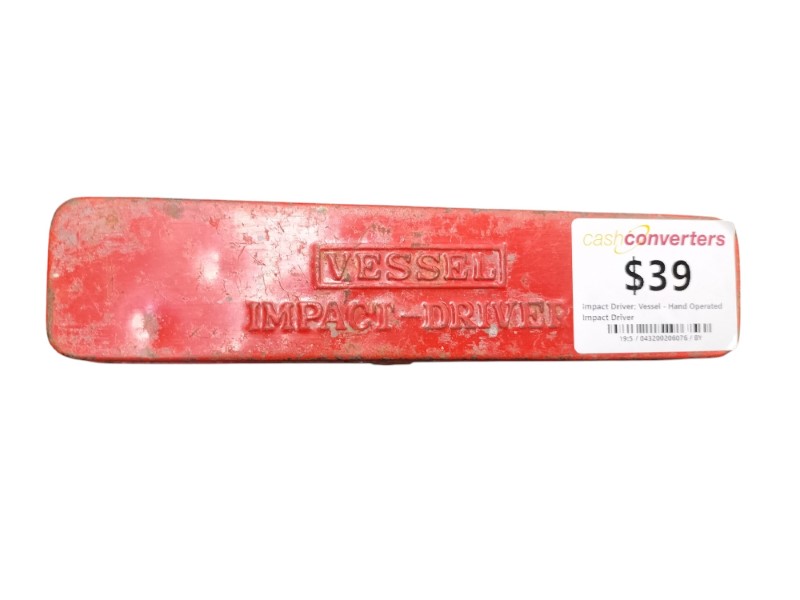 VESSEL
IMPACT-DRIVER
cashconverters
$39
Impact Driver; Vessel - Hand Operated
Impact Driver